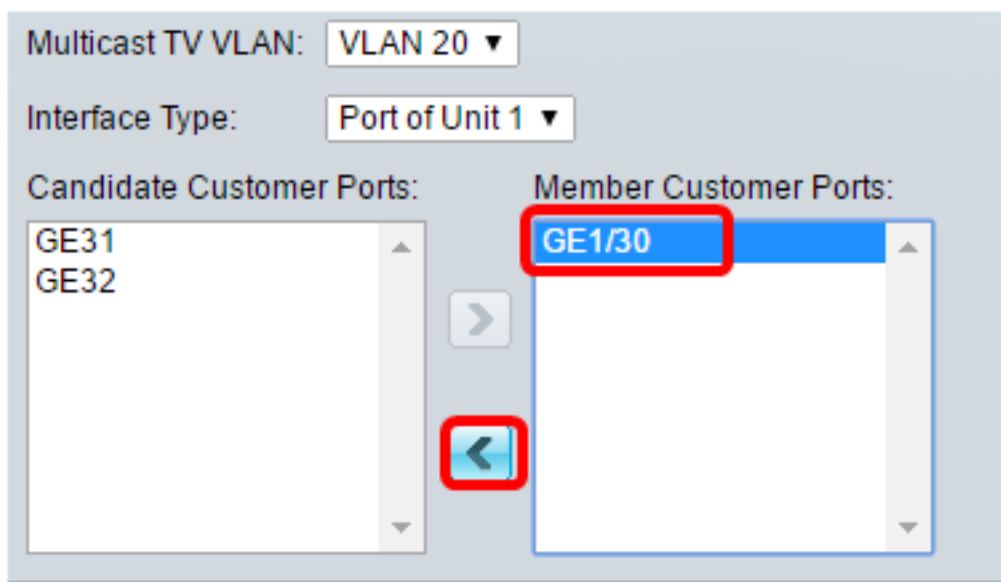 Multicast TV VLAN: VLAN 20
Interface Type: Port of Unit 1
Candidate Customer Ports: Member Customer Ports:
GE31 GE1/30
GE32